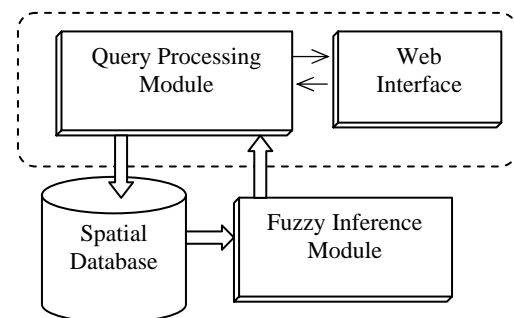 Query Processing
Module
Web
Interface
Spatial
Database
Fuzzy Inference
Module